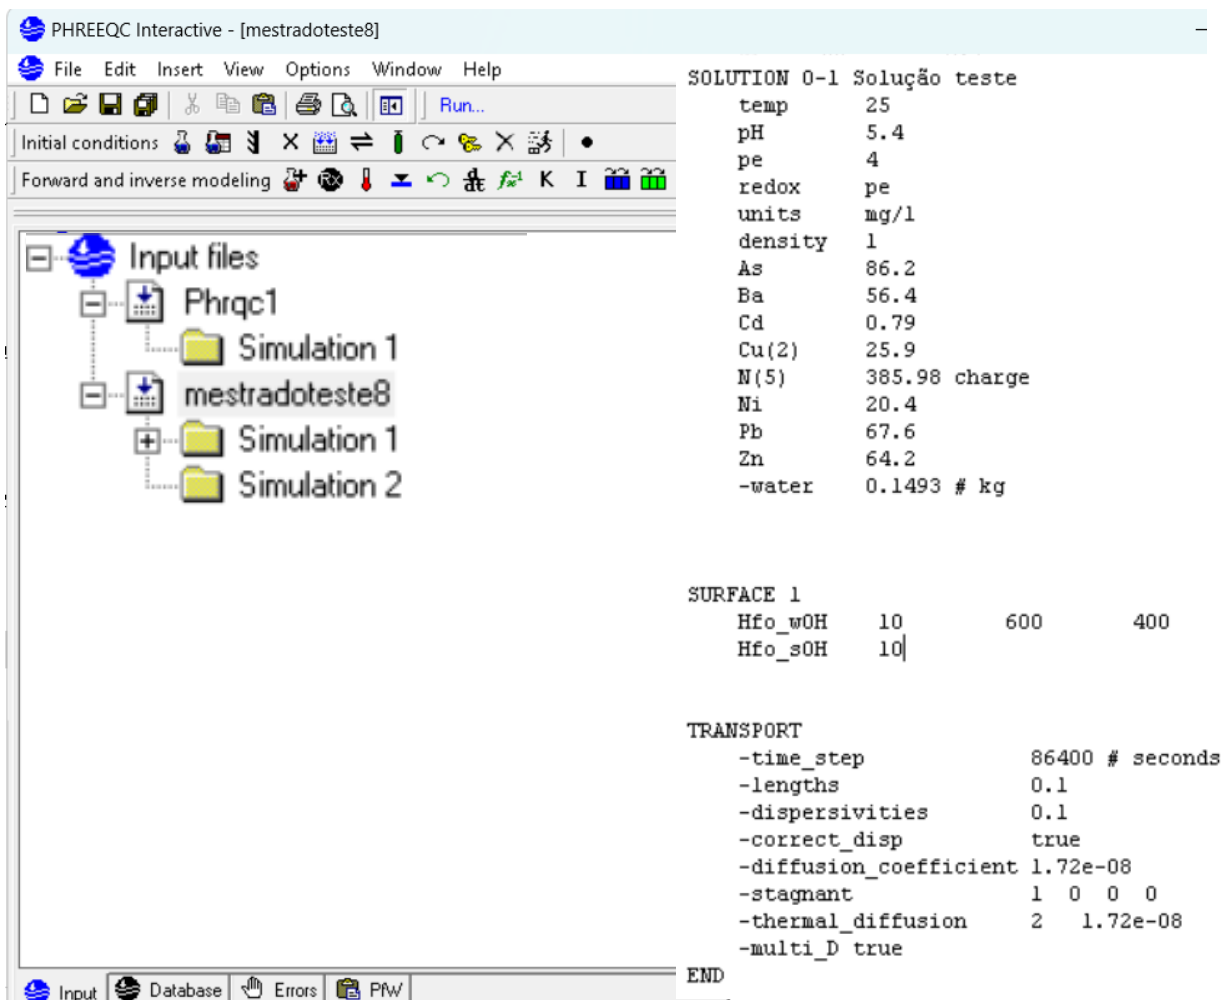 PHREEQC Interactive - [mestradoteste8]
File Edit Insert View Options Window Help
Run...
Initial conditions
Forward and inverse modeling
K I
Input files
Phrqc1
Simulation 1
mestradoteste8
Simulation 1
Simulation 2
Input Database Errors PfW
SOLUTION 0-1 Solução teste
temp 25
pH 5.4
pe 4
redox pe
units mg/l
density 1
As 86.2
Ba 56.4
Cd 0.79
Cu(2) 25.9
N(5) 385.98 charge
Ni 20.4
Pb 67.6
Zn 64.2
-water 0.1493 # kg
SURFACE 1
Hfo_wOH 10 600 400
Hfo_sOH 10
TRANSPORT
-time_step 86400 # seconds
-lengths 0.1
-dispersivities 0.1
-correct_disp true
-diffusion_coefficient 1.72e-08
-stagnant 1 0 0 0
-thermal_diffusion 2 1.72e-08
-multi_D true
END